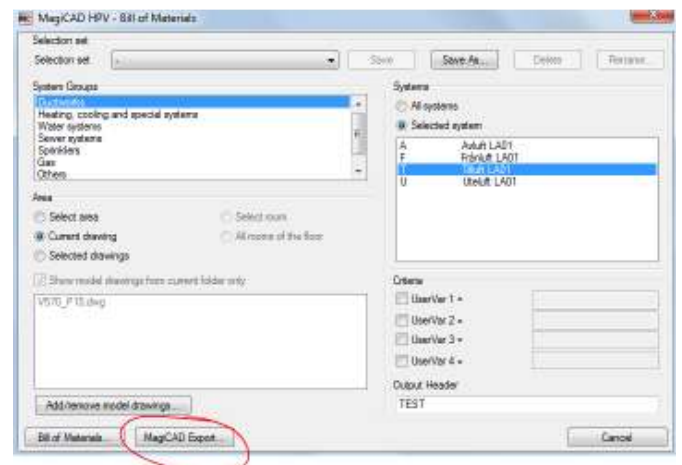 MagiCAD HPV - Bill of Materials
Selection set
Selection set: -
Save
Save As...
Delete
Rename...
System Groups
Ductworks
Heating, cooling and special systems
Water systems
Sewer systems
Sprinklers
Gas
Others
Systems
All systems
Selected system
A Avluft LA01
F Frånluft LA01
T Tilluft LA01
U Uteluft LA01
Area
Select area
Select room
Current drawing
All rooms of the floor
Selected drawings
Show model drawings from current folder only
.dwg
Add/remove model drawings...
Criteria
UserVar 1 =
UserVar 2 =
UserVar 3 =
UserVar 4 =
Output Header
TEST
Bill of Materials...
MagiCAD Export...
Cancel